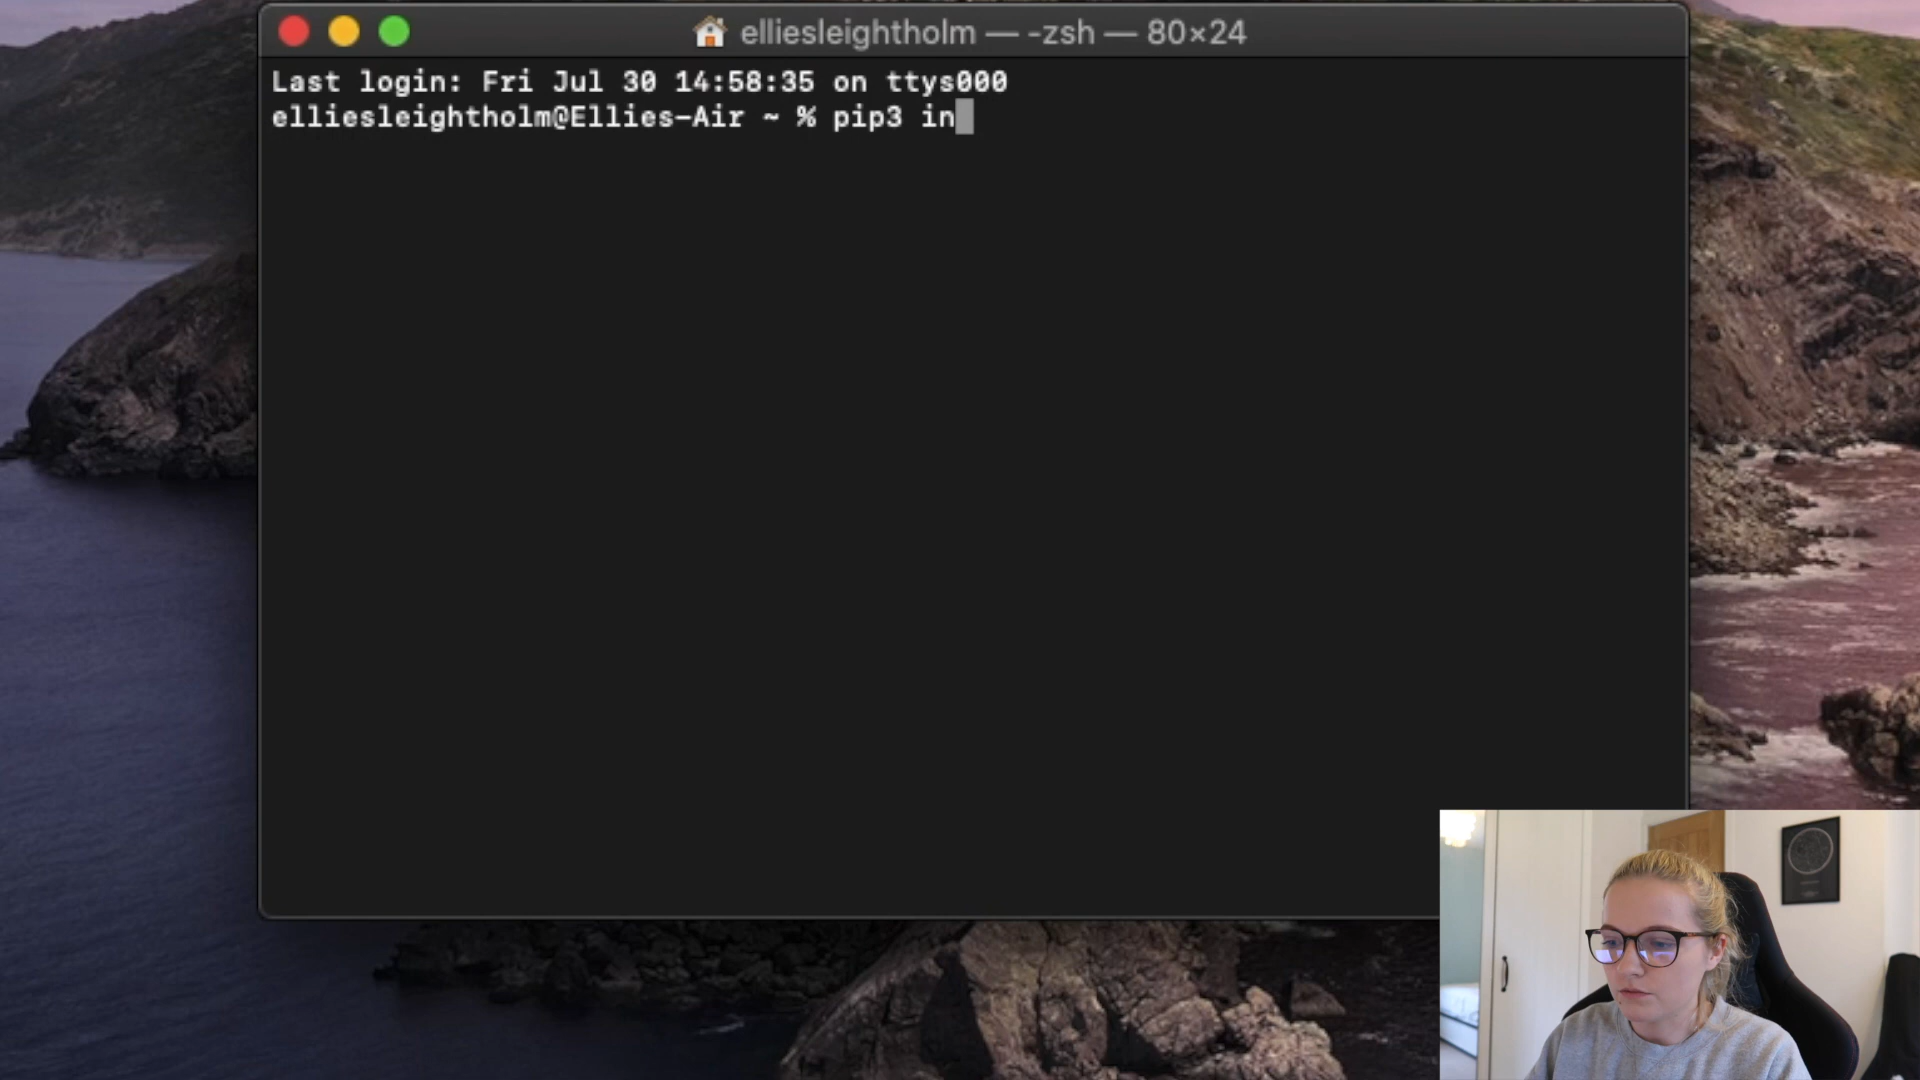 elliesleightholm — -zsh — 80×24
Last login: Fri Jul 30 14:58:35 on ttys000
elliesleightholm@Ellies-Air ~ % pip3 in